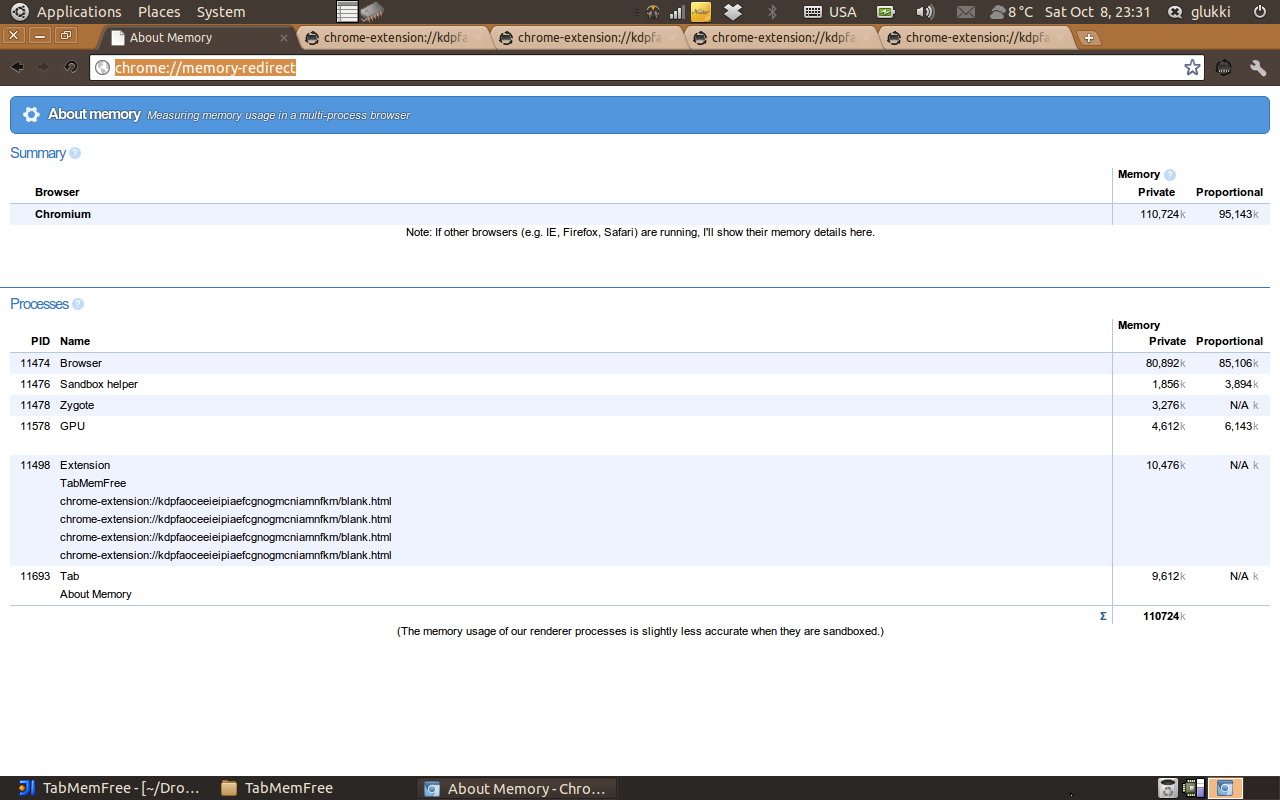 Applications Places System USA 8°C Sat Oct 8, 23:31 glukki
About Memory chrome-extension://kdpfa chrome-extension://kdpfa chrome-extension://kdpfa chrome-extension://kdpfa
chrome://memory-redirect
About memory Measuring memory usage in a multi-process browser
Summary ?
Memory ?
Browser Private Proportional
Chromium 110,724k 95,143k
Note: If other browsers (e.g. IE, Firefox, Safari) are running, I'll show their memory details here.
Processes ?
Memory
PID Name Private Proportional
11474 Browser 80,892k 85,106k
11476 Sandbox helper 1,856k 3,894k
11478 Zygote 3,276k N/A k
11578 GPU 4,612k 6,143k
11498 Extension 10,476k N/A k
TabMemFree
chrome-extension://kdpfaoceeieipiaefcgnogmcniamnfkm/blank.html
chrome-extension://kdpfaoceeieipiaefcgnogmcniamnfkm/blank.html
chrome-extension://kdpfaoceeieipiaefcgnogmcniamnfkm/blank.html
chrome-extension://kdpfaoceeieipiaefcgnogmcniamnfkm/blank.html
11693 Tab 9,612k N/A k
About Memory
Σ 110724k
(The memory usage of our renderer processes is slightly less accurate when they are sandboxed.)
TabMemFree - [~/Dro... TabMemFree About Memory - Chro...